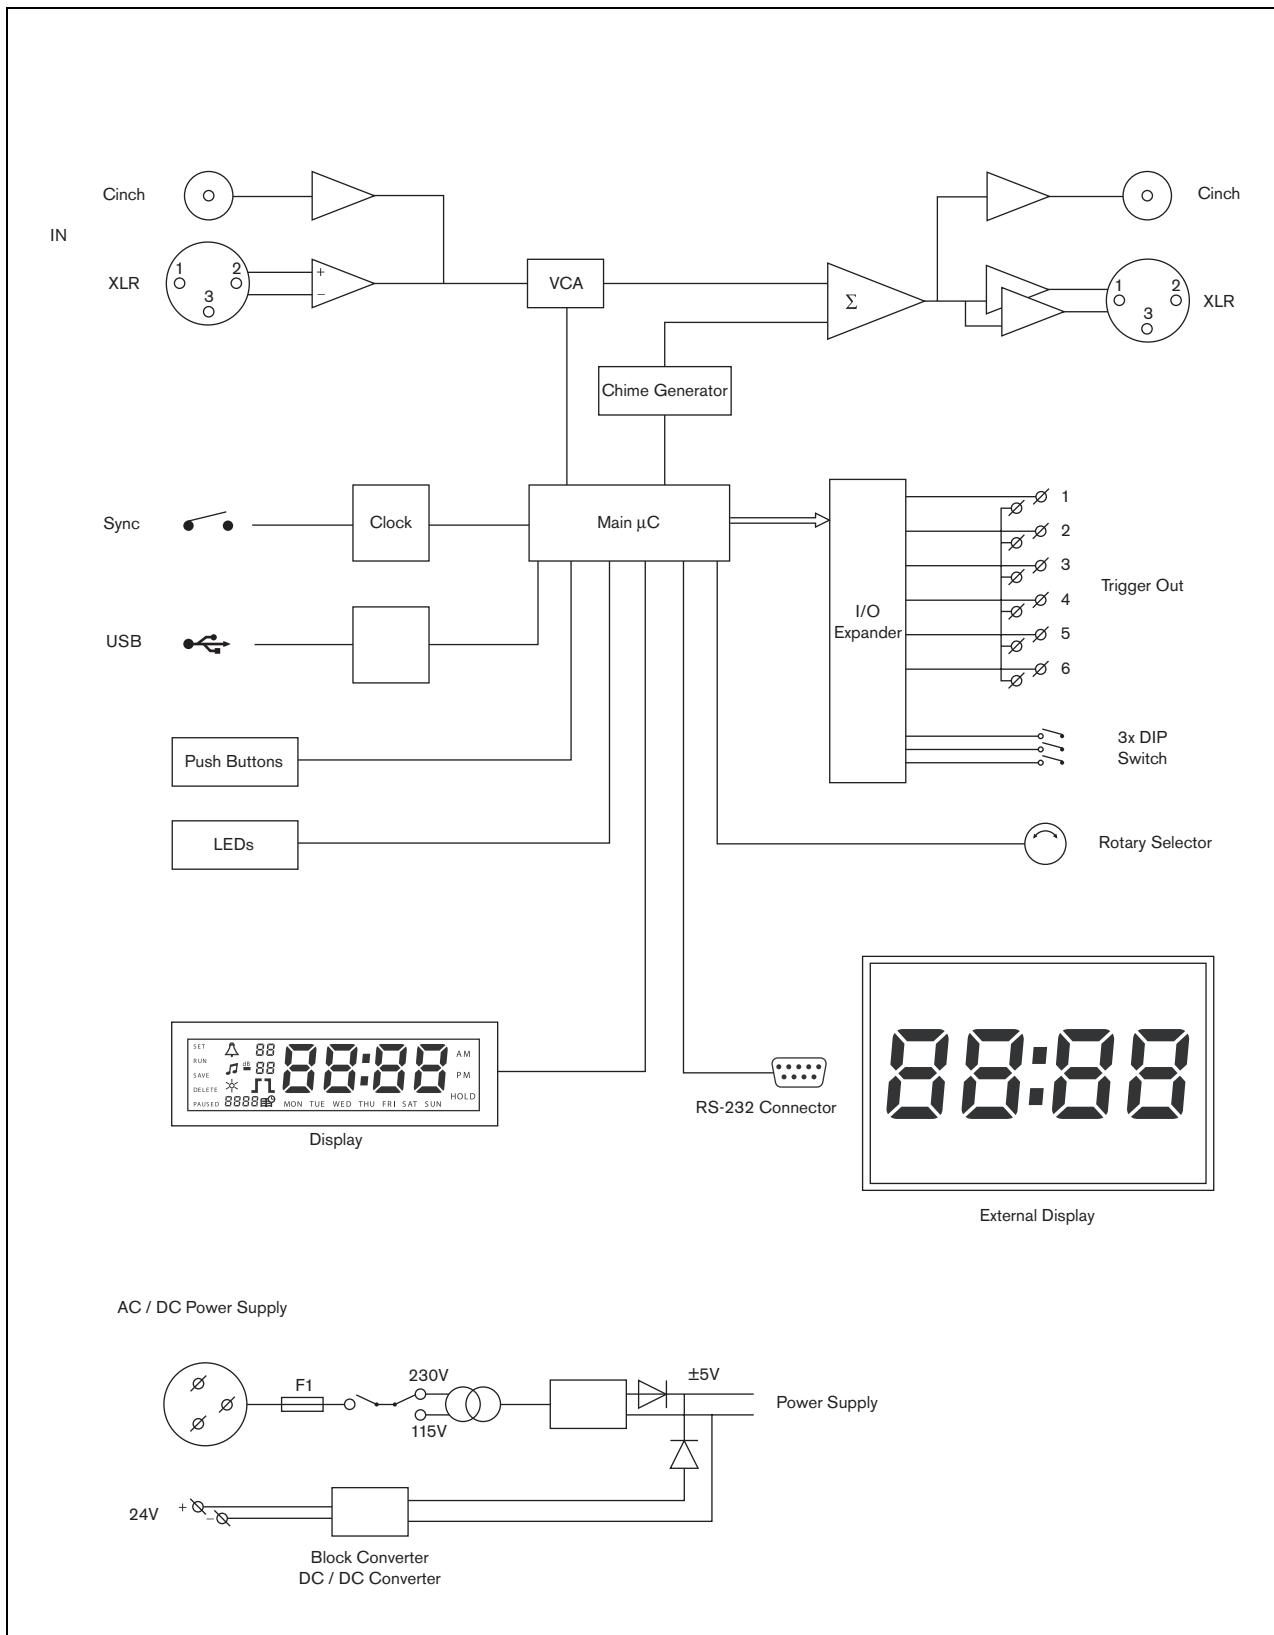 Cinch
Cinch
IN
XLR
1
2
3
+
−
VCA
Σ
1
2
3
XLR
Chime Generator
Sync
Clock
Main µC
I/O
Expander
1
2
3
4
5
6
Trigger Out
USB
Push Buttons
3x DIP
Switch
LEDs
Rotary Selector
SET
RUN
SAVE
DELETE
PAUSED
88
dB
-88
8888
88:88
AM
PM
HOLD
MON TUE WED THU FRI SAT SUN
Display
RS-232 Connector
88:88
External Display
AC / DC Power Supply
F1
230V
115V
±5V
Power Supply
24V
+
−
Block Converter
DC / DC Converter